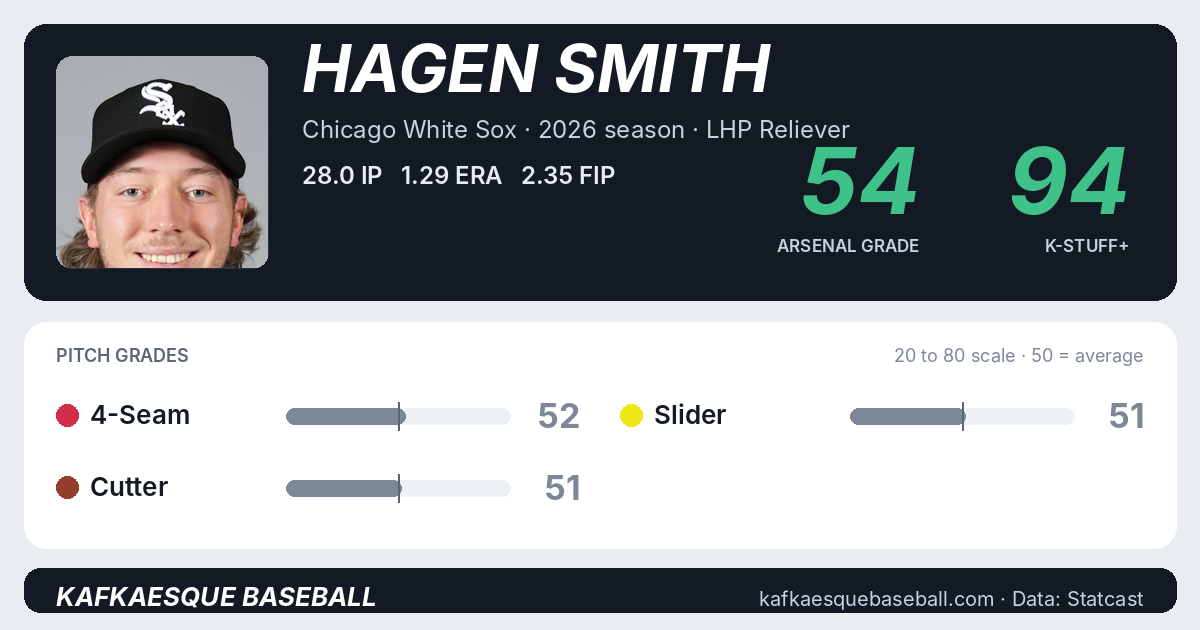 HAGEN SMITH
Chicago White Sox · 2026 season · LHP Reliever
28.0 IP 1.29 ERA 2.35 FIP
54 94
ARSENAL GRADE K-STUFF+
PITCH GRADES 20 to 80 scale · 50 = average
4-Seam 52 Slider 51
Cutter 51
KAFKAESQUE BASEBALL kafkaesquebaseball.com · Data: Statcast
Sox